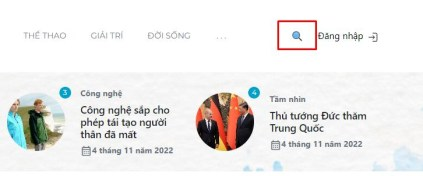 THỂ THAO GIẢI TRÍ ĐỜI SỐNG ... Đăng nhập
3 Công nghệ
Công nghệ sắp cho
phép tái tạo người
thân đã mất
4 tháng 11 năm 2022
4 Tầm nhìn
Thủ tướng Đức thăm
Trung Quốc
4 tháng 11 năm 2022